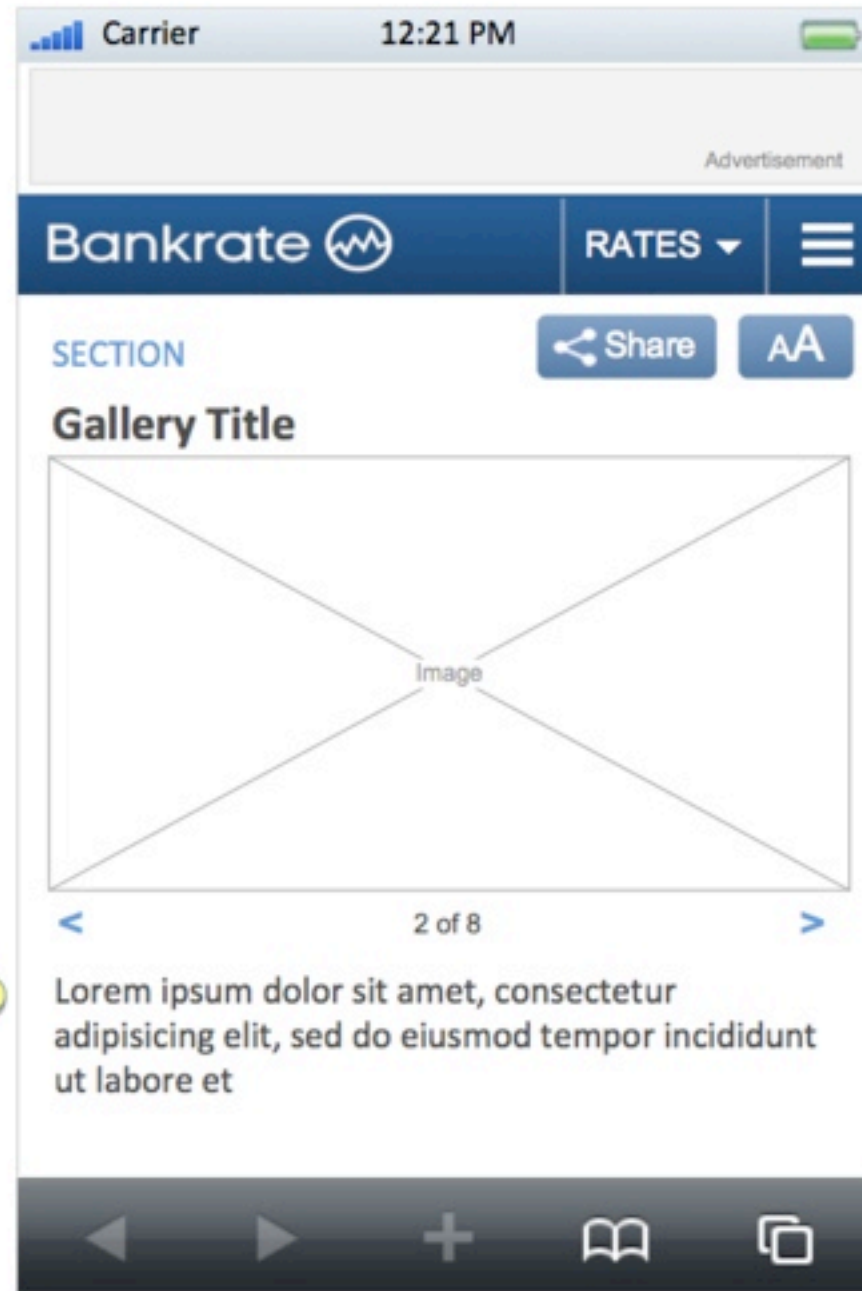 Carrier 12:21 PM
Advertisement
Bankrate RATES
SECTION Share AA
Gallery Title
Image
< 2 of 8 >
Lorem ipsum dolor sit amet, consectetur
adipisicing elit, sed do eiusmod tempor incididunt
ut labore et